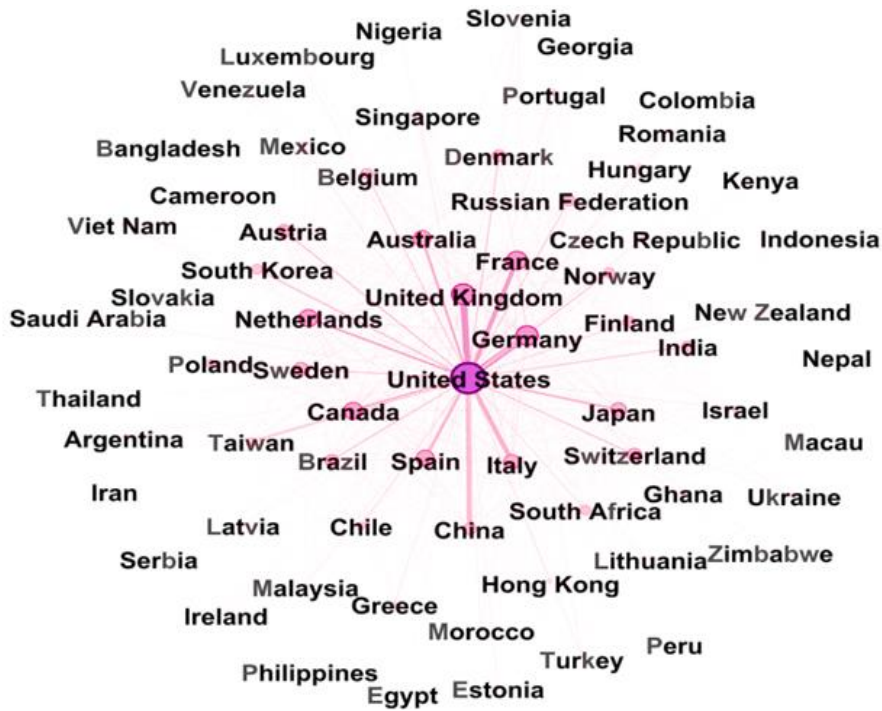 Slovenia
Nigeria
Georgia
Luxembourg
Venezuela
Portugal
Colombia
Singapore
Romania
Bangladesh
Mexico
Denmark
Hungary
Belgium
Kenya
Cameroon
Russian Federation
Viet Nam
Austria
Australia
Czech Republic
Indonesia
France
South Korea
Norway
Slovakia
United Kingdom
New Zealand
Saudi Arabia
Netherlands
Finland
Germany
India
Nepal
Poland
Sweden
United States
Thailand
Canada
Japan
Israel
Argentina
Taiwan
Macau
Brazil
Spain
Italy
Switzerland
Iran
Ghana
Ukraine
South Africa
Latvia
Chile
China
Serbia
Lithuania
Zimbabwe
Malaysia
Hong Kong
Greece
Ireland
Morocco
Peru
Turkey
Philippines
Egypt
Estonia